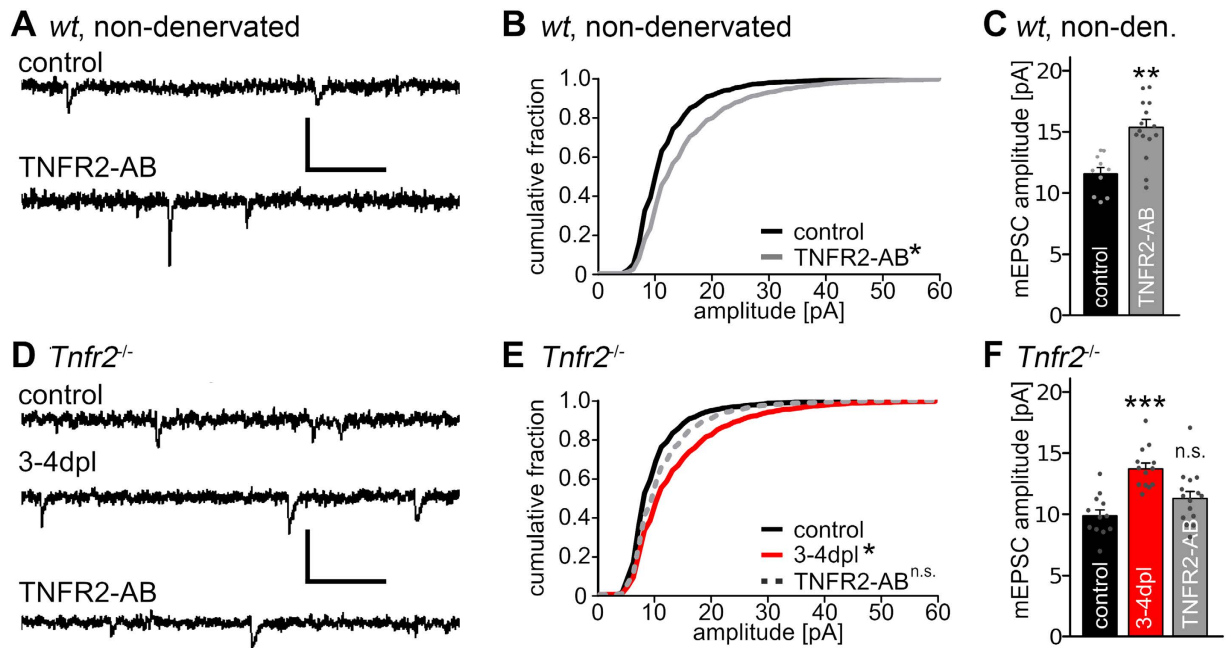 A wt, non-denervated
control
TNFR2-AB
B wt, non-denervated
cumulative fraction
1.0
0.8
0.6
0.4
0.2
0
0 10 20 30 40 50 60
amplitude [pA]
control
TNFR2-AB*
C wt, non-den.
mEPSC amplitude [pA]
20
15
10
5
0
**
control
TNFR2-AB
D Tnfr2-/-
control
3-4dpl
TNFR2-AB
E Tnfr2-/-
cumulative fraction
1.0
0.8
0.6
0.4
0.2
0
0 10 20 30 40 50 60
amplitude [pA]
control
3-4dpl*
TNFR2-AB n.s.
F Tnfr2-/-
mEPSC amplitude [pA]
20
15
10
5
0
***
n.s.
control
3-4dpl
TNFR2-AB